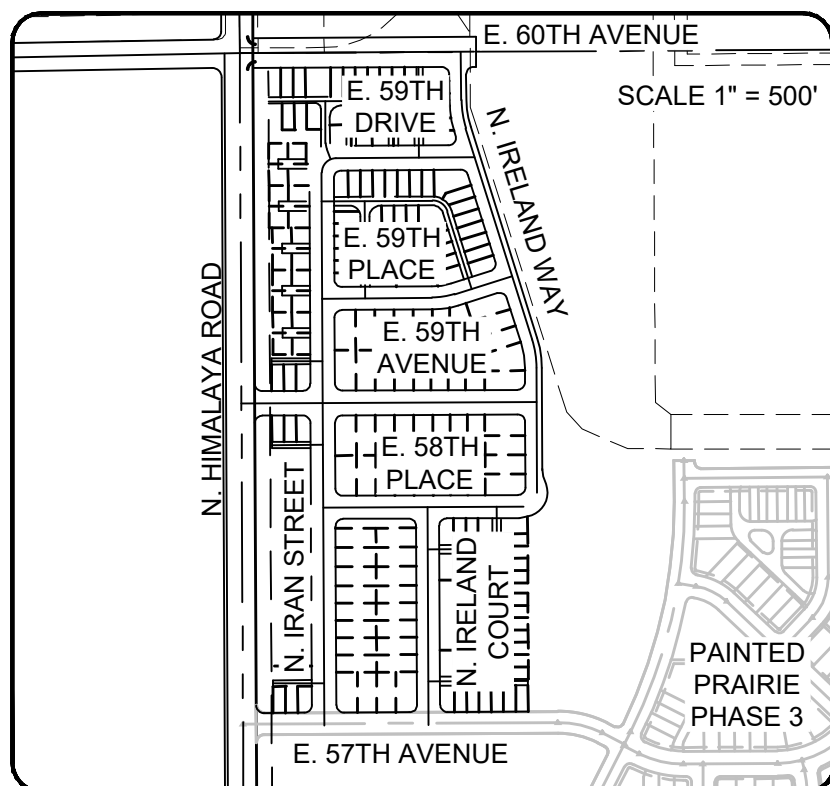 E. 60TH AVENUE
SCALE 1" = 500'
E. 59TH
DRIVE
N. IRELAND WAY
E. 59TH
PLACE
N. HIMALAYA ROAD
E. 59TH
AVENUE
E. 58TH
PLACE
N. IRAN STREET
N. IRELAND
COURT
PAINTED
PRAIRIE
PHASE 3
E. 57TH AVENUE